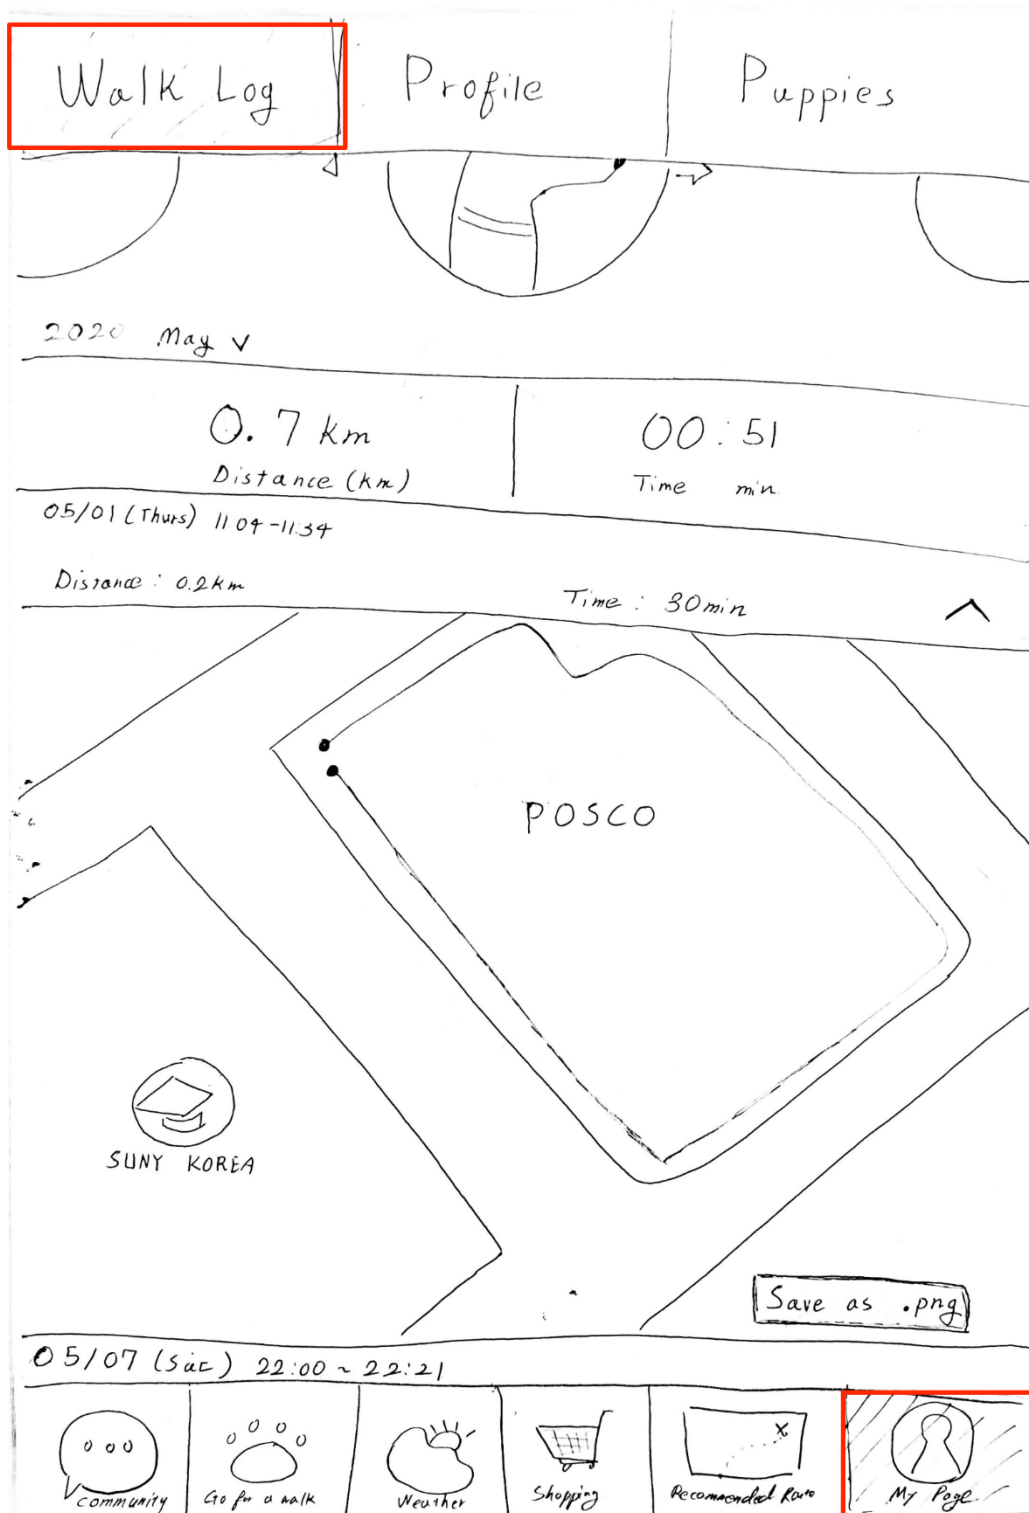 Walk Log
Profile
Puppies
2020 May V
0.7 km
Distance (km)
00:51
Time min
05/01 (Thurs) 11:04-11:34
Distance : 0.2km
Time : 30min
POSCO
SUNY KOREA
Save as .png
05/07 (Sat) 22:00 ~ 22:21
community
Go for a walk
Weather
Shopping
Recommended Route
My Page